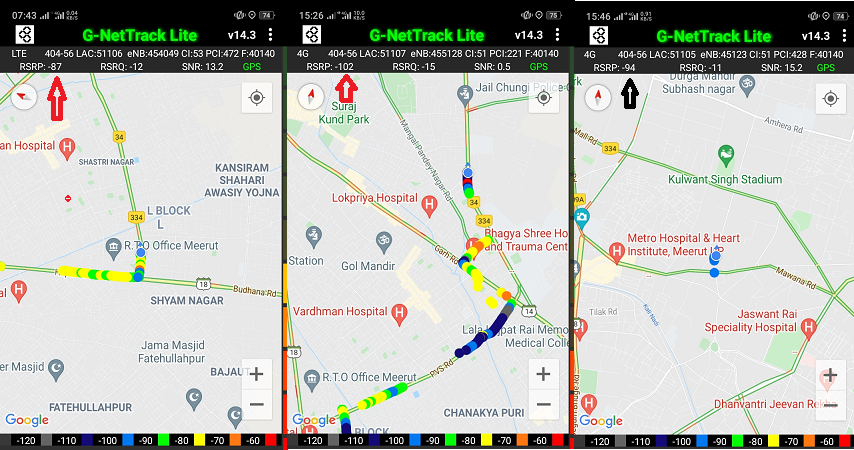 07:43 0.04 KB/S 74
G-NetTrack Lite v14.3
LTE 404-56 LAC:51106 eNB:454049 CI:53 PCI:472 F:40140
RSRP: -87 RSRQ: -12 SNR: 13.2 GPS
an Hospital
34
SHASTRI NAGAR
KANSIRAM
SHAHARI
AWASIY YOJNA
L BLOCK
L
334
R.T.O Office Meerut
18
Budhana Rd
SHYAM NAGAR
al
Jama Masjid
Fatehullahpur
er Masjid
BAJAUT
FATEHULLAHPUR
Google
+
−
-120 -110 -100 -90 -80 -70 -60
15:26 10.0 KB/S 75
G-NetTrack Lite v14.3
4G 404-56 LAC:51107 eNB:455128 CI:51 PCI:221 F:40140
RSRP: -102 RSRQ: -15 SNR: 0.5 GPS
Jail Chungi Police
Suraj
Kund Park
Mangal Pandey Nagar Rd
Lokpriya Hospital
34
334
Bhagya Shree Ho
and Trauma Cent
Garh Rd
Station
Gol Mandir
Vardhman Hospital
14
Lala Lajpat Rai Memo
Medical Colle
18
PVS Rd
R.T.O Office Meerut
CHANAKYA PURI
BLOCK
Google
+
−
-120 -110 -100 -90 -80 -70 -60
15:46 0.91 KB/S 74
G-NetTrack Lite v14.3
4G 404-56 LAC:51105 eNB:45123 CI:51 PCI:428 F:40140
RSRP: -94 RSRQ: -11 SNR: 15.2 GPS
Durga Mandir
Subhash nagar
Mall Rd
Amhera Rd
334
Kulwant Singh Stadium
Metro Hospital & Heart
Institute, Meerut
Mawana Rd
Tilak Rd
Kali Nadi
Jaswant Rai
Speciality Hospital
Dhanvantri Jeevan Rekha
Google
+
−
-120 -110 -100 -90 -80 -70 -60